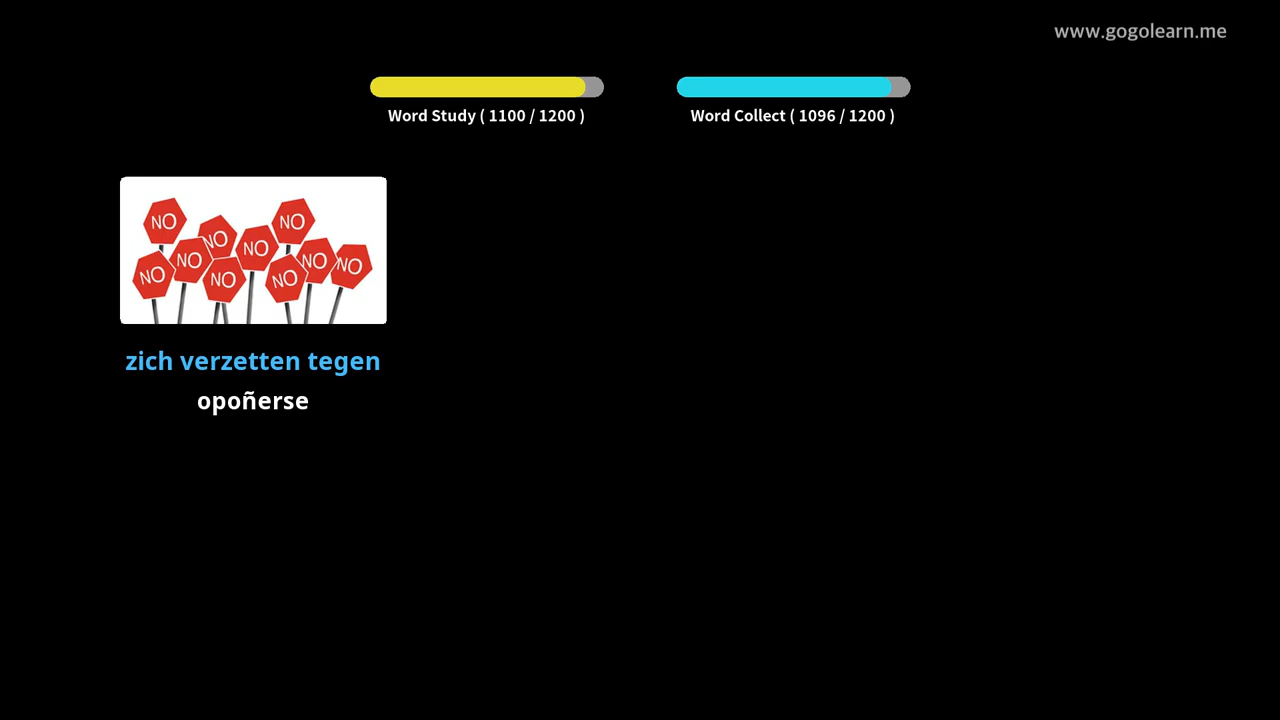 www.gogolearn.me
Word Study ( 1100 / 1200 )
Word Collect ( 1096 / 1200 )
NO
NO
NO
NO
NO
NO
NO
NO
NO
NO
zich verzetten tegen
opoñerse